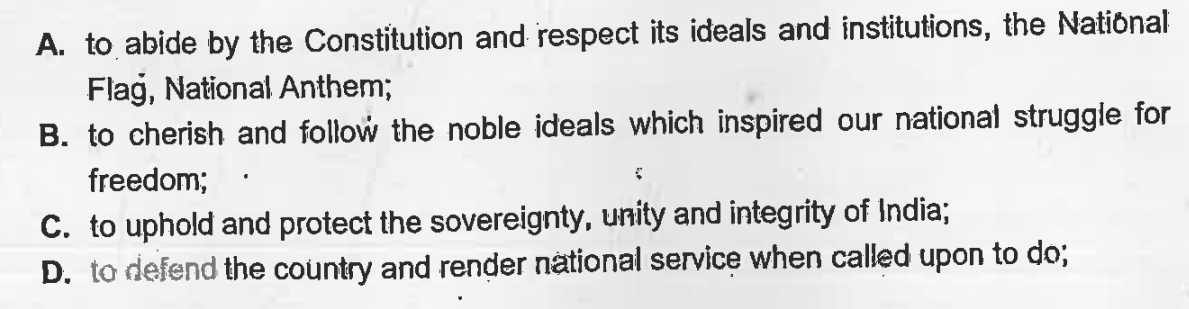 A. to abide by the Constitution and respect its ideals and institutions, the National
Flag, National Anthem;
B. to cherish and follow the noble ideals which inspired our national struggle for
freedom;
C. to uphold and protect the sovereignty, unity and integrity of India;
D. to defend the country and render national service when called upon to do;